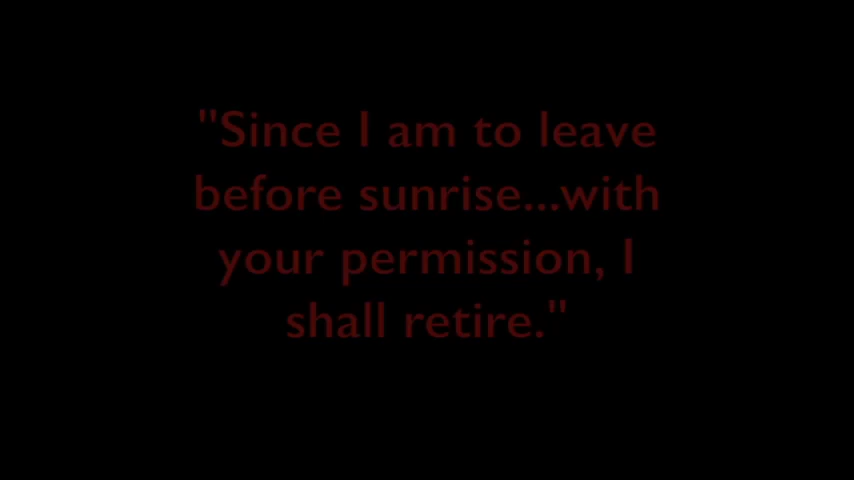 "Since I am to leave
before sunrise...with
your permission, I
shall retire."